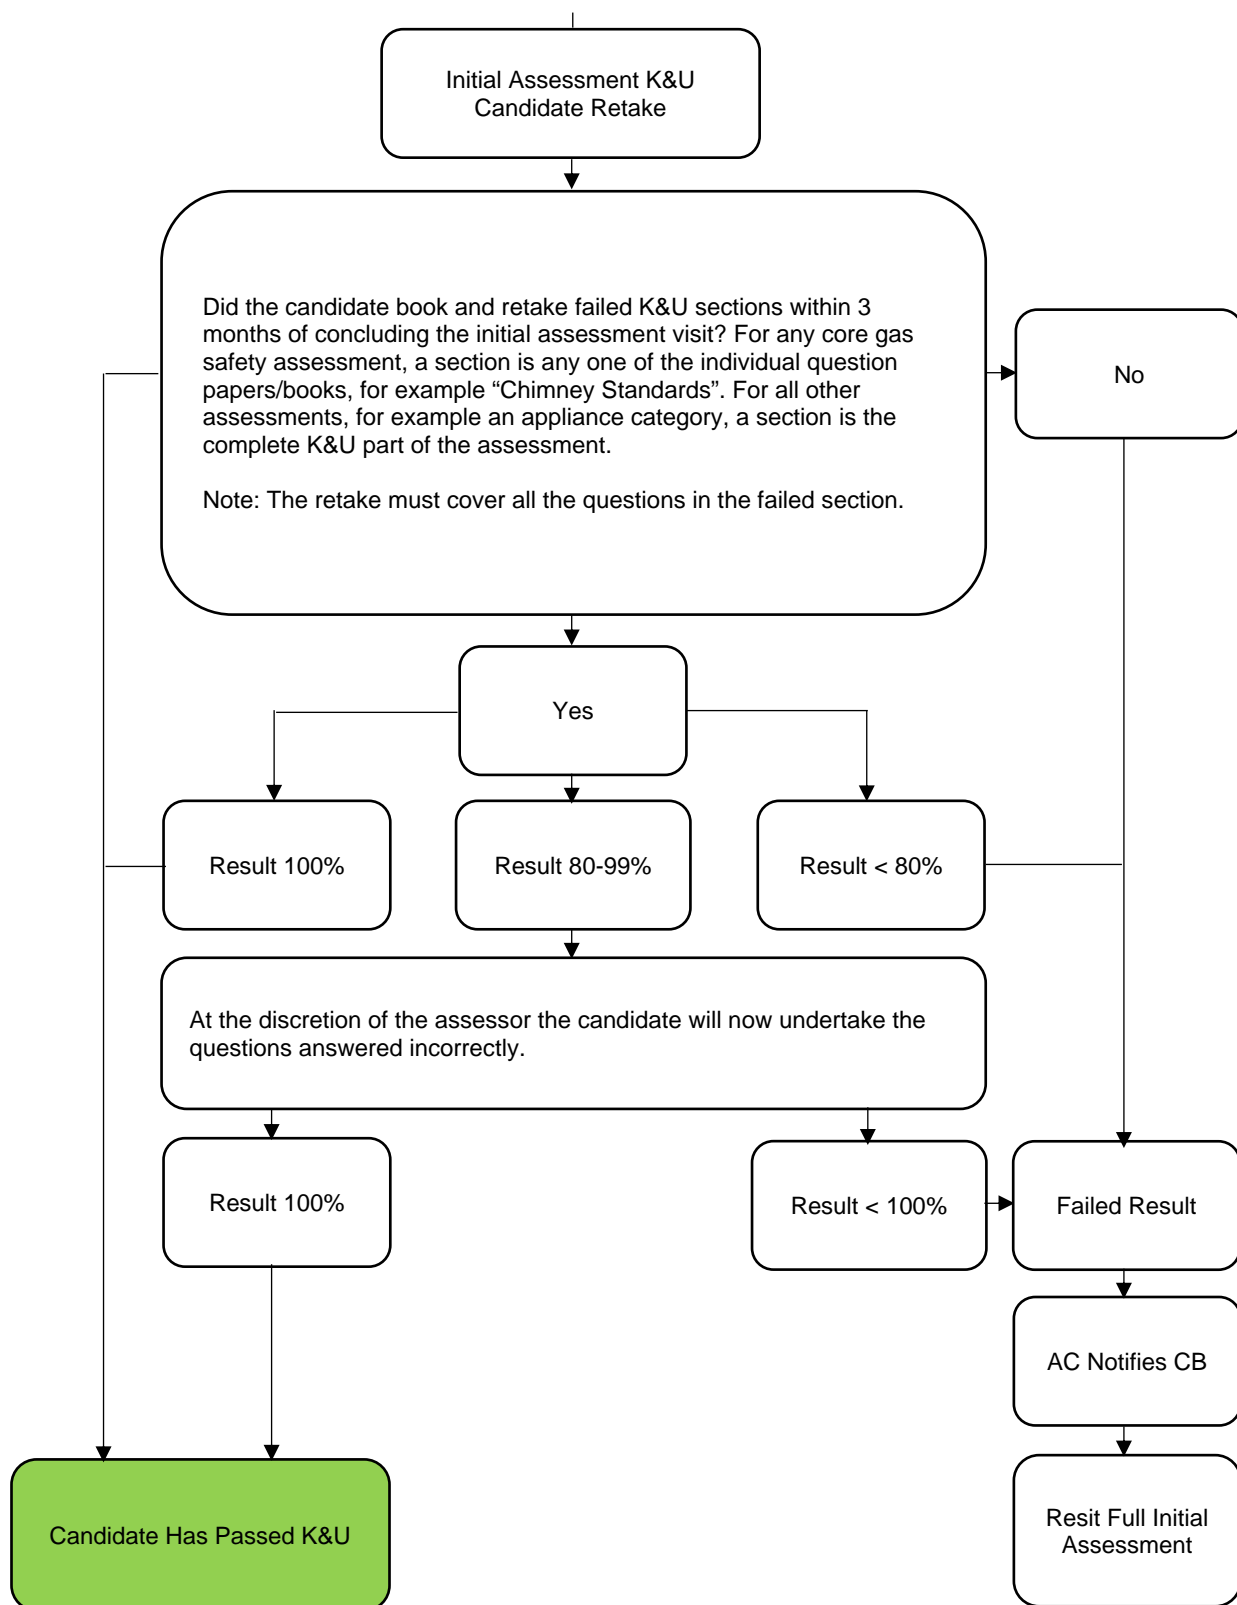 Initial Assessment K&U
Candidate Retake
Did the candidate book and retake failed K&U sections within 3
months of concluding the initial assessment visit? For any core gas
safety assessment, a section is any one of the individual question
papers/books, for example “Chimney Standards”. For all other
assessments, for example an appliance category, a section is the
complete K&U part of the assessment.
Note: The retake must cover all the questions in the failed section.
No
Yes
Result 100%
Result 80-99%
Result < 80%
At the discretion of the assessor the candidate will now undertake the
questions answered incorrectly.
Result 100%
Result < 100%
Failed Result
AC Notifies CB
Candidate Has Passed K&U
Resit Full Initial
Assessment